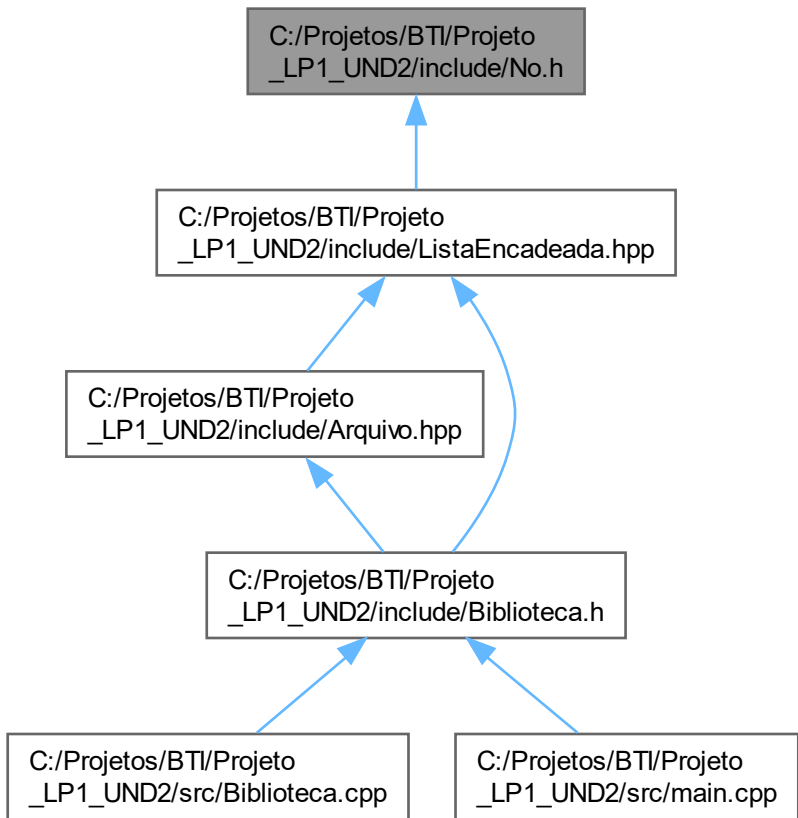 C:/Projetos/BTI/Projeto
_LP1_UND2/include/No.h
C:/Projetos/BTI/Projeto
_LP1_UND2/include/ListaEncadeada.hpp
C:/Projetos/BTI/Projeto
_LP1_UND2/include/Arquivo.hpp
C:/Projetos/BTI/Projeto
_LP1_UND2/include/Biblioteca.h
C:/Projetos/BTI/Projeto
_LP1_UND2/src/Biblioteca.cpp
C:/Projetos/BTI/Projeto
_LP1_UND2/src/main.cpp